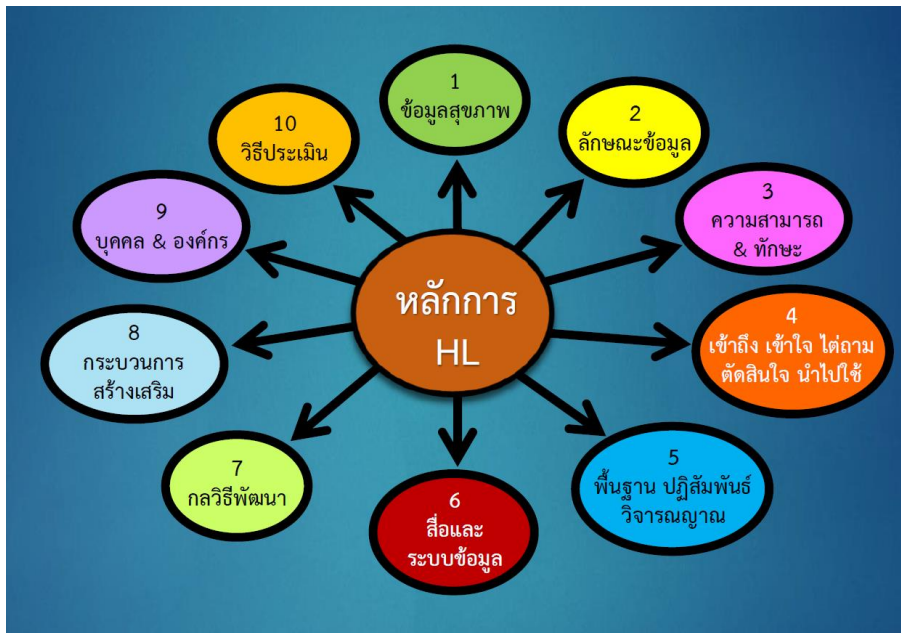 หลักการ
HL
1
ข้อมูลสุขภาพ
2
ลักษณะข้อมูล
3
ความสามารถ
& ทักษะ
4
เข้าถึง เข้าใจ ไต่ถาม
ตัดสินใจ นำไปใช้
5
พื้นฐาน ปฏิสัมพันธ์
วิจารณญาณ
6
สื่อและ
ระบบข้อมูล
7
กลวิธีพัฒนา
8
กระบวนการ
สร้างเสริม
9
บุคคล & องค์กร
10
วิธีประเมิน